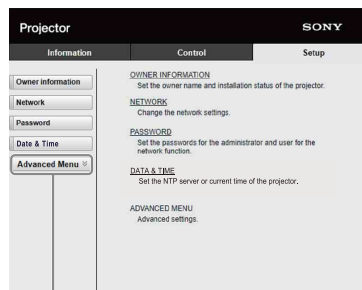 Projector
SONY
Information
Control
Setup
Owner information
Network
Password
Date & Time
Advanced Menu
OWNER INFORMATION
Set the owner name and installation status of the projector.
NETWORK
Change the network settings.
PASSWORD
Set the passwords for the administrator and user for the
network function.
DATA & TIME
Set the NTP server or current time of the projector.
ADVANCED MENU
Advanced settings.